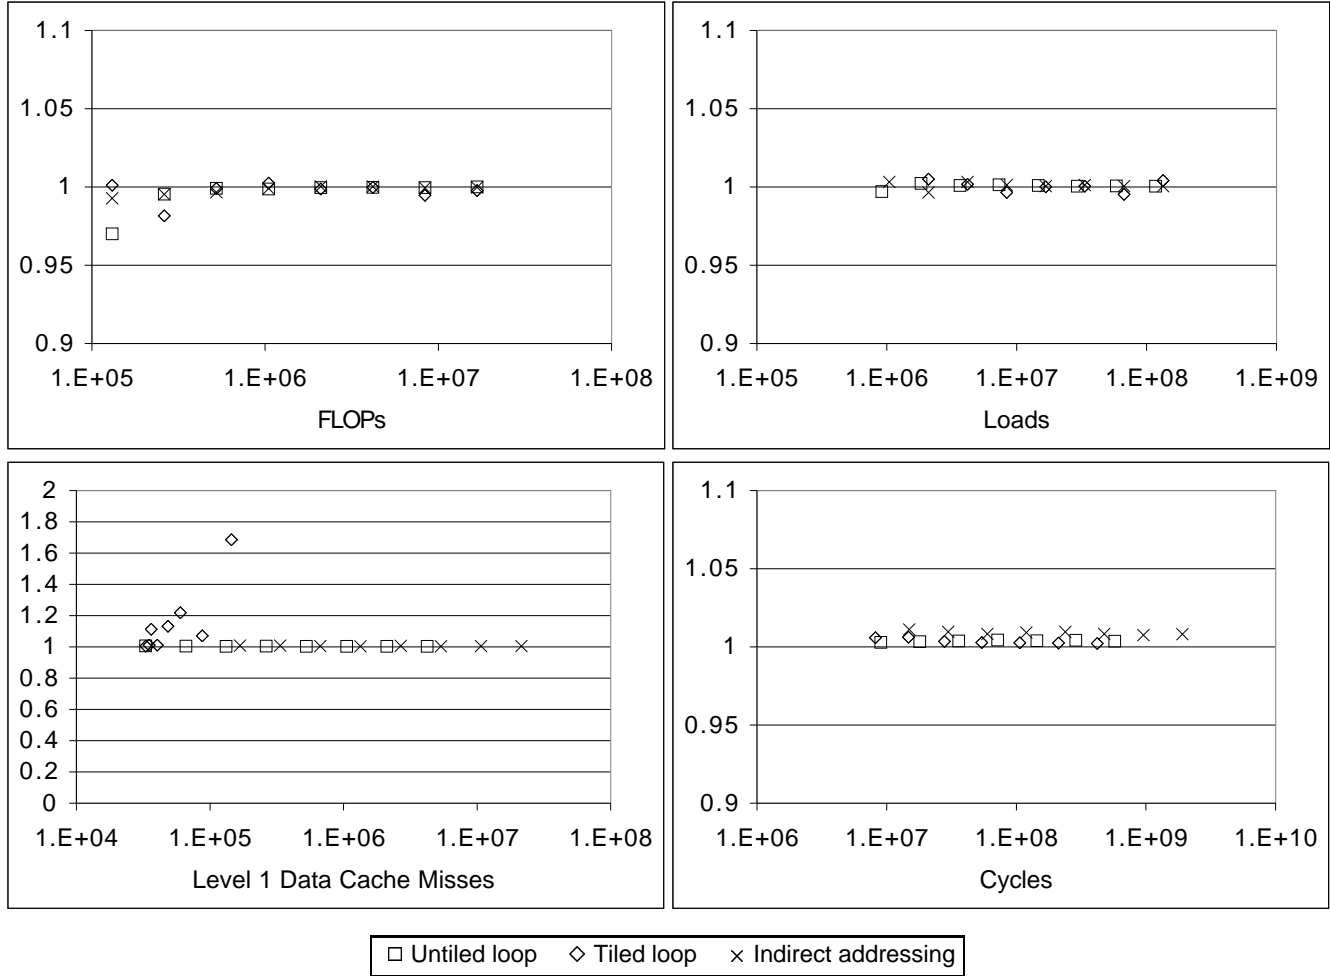 1.1
1.05
1
0.95
0.9
1.E+05 1.E+06 1.E+07 1.E+08
FLOPs
1.1
1.05
1
0.95
0.9
1.E+05 1.E+06 1.E+07 1.E+08 1.E+09
Loads
2
1.8
1.6
1.4
1.2
1.0
0.8
0.6
0.4
0.2
0
1.E+04 1.E+05 1.E+06 1.E+07 1.E+08
Level 1 Data Cache Misses
1.1
1.05
1
0.95
0.9
1.E+06 1.E+07 1.E+08 1.E+09 1.E+10
Cycles
Untiled loop Tiled loop Indirect addressing